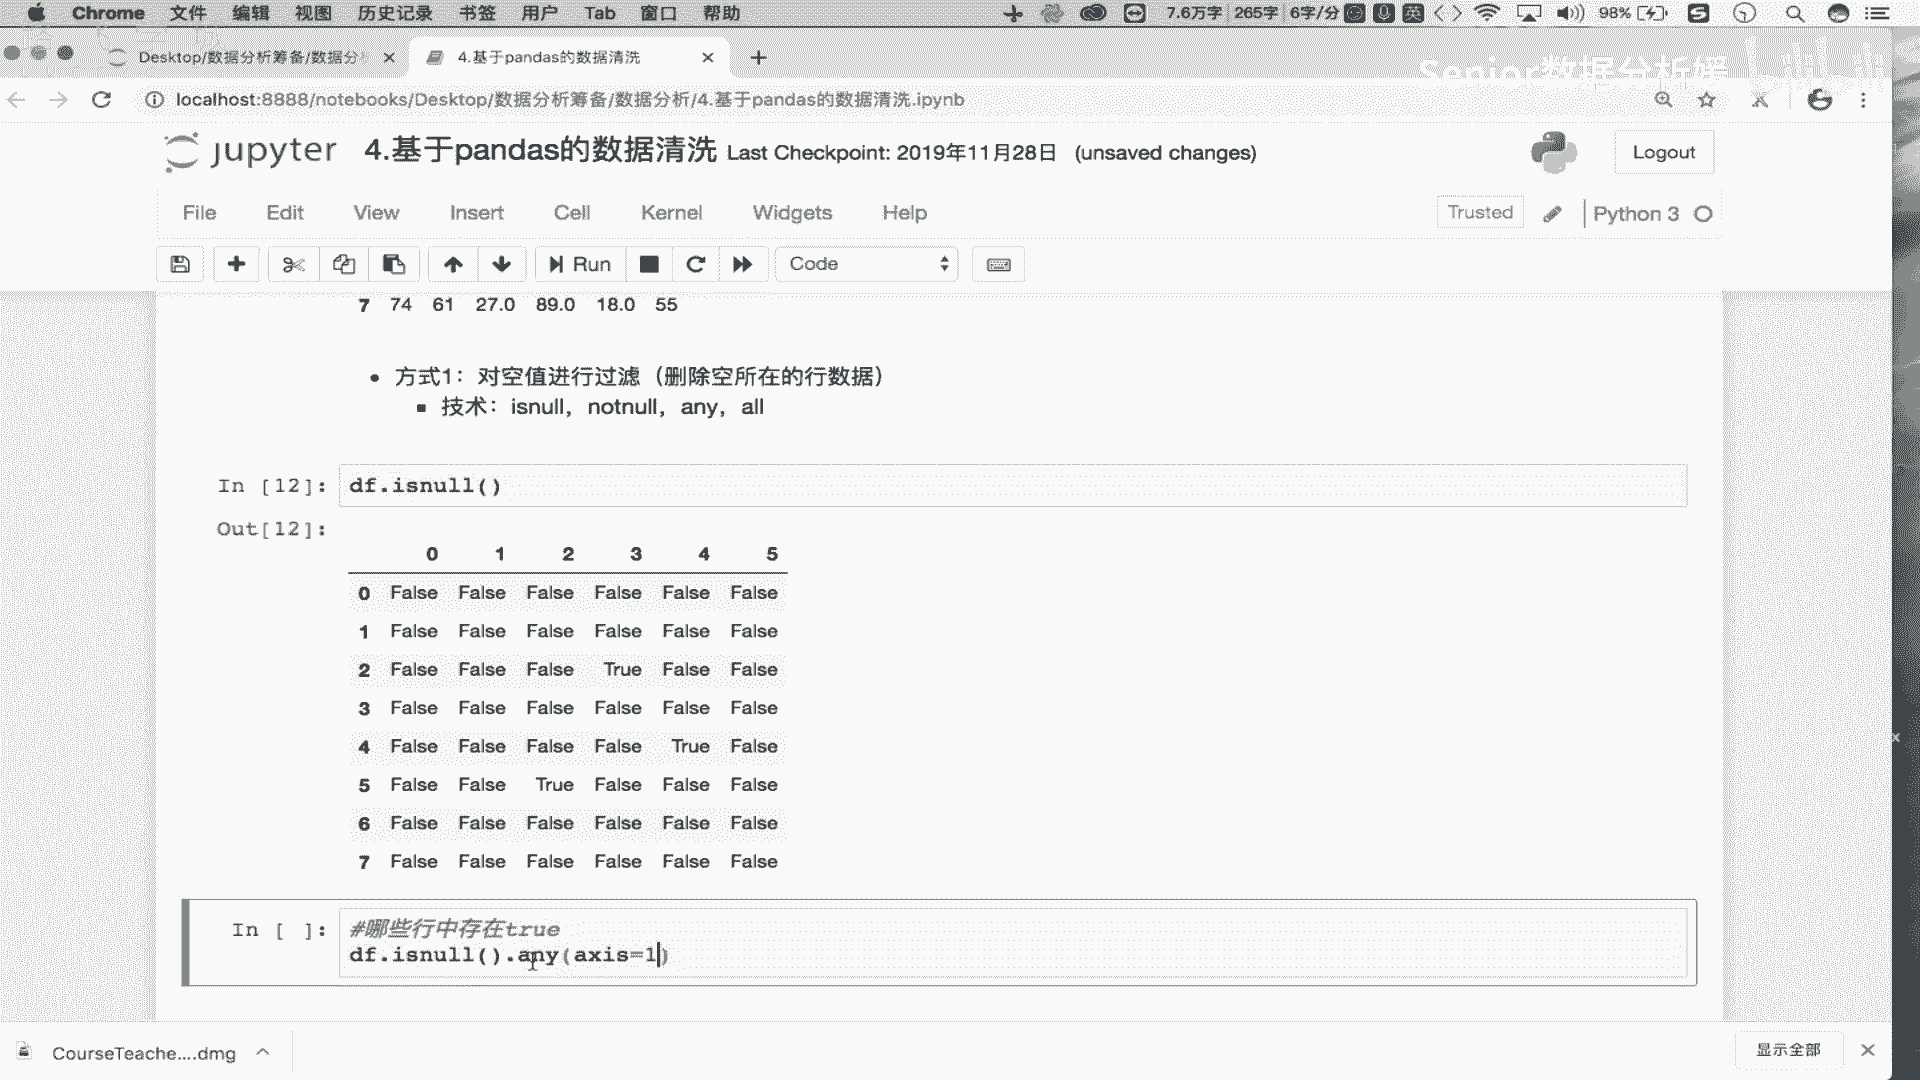 Chrome 文件 编辑 视图 历史记录 书签 用户 Tab 窗口 帮助 7.6万字 265字 6字/分 英 98%
Desktop/数据分析筹备/数据分 4.基于pandas的数据清洗
Senior数据分析媛 bilibili
localhost:8888/notebooks/Desktop/数据分析筹备/数据分析/4.基于pandas的数据清洗.ipynb
jupyter 4.基于pandas的数据清洗 Last Checkpoint: 2019年11月28日 (unsaved changes) Logout
File Edit View Insert Cell Kernel Widgets Help Trusted Python 3
Run Code
7 74 61 27.0 89.0 18.0 55
方式1：对空值进行过滤（删除空所在的行数据）
技术：isnull，notnull，any，all
In [12]: df.isnull()
Out[12]:
0 1 2 3 4 5
0 False False False False False False
1 False False False False False False
2 False False False True False False
3 False False False False False False
4 False False False False True False
5 False False True False False False
6 False False False False False False
7 False False False False False False
In [ ]: #哪些行中存在true
df.isnull().any(axis=1)
CourseTeache....dmg 显示全部